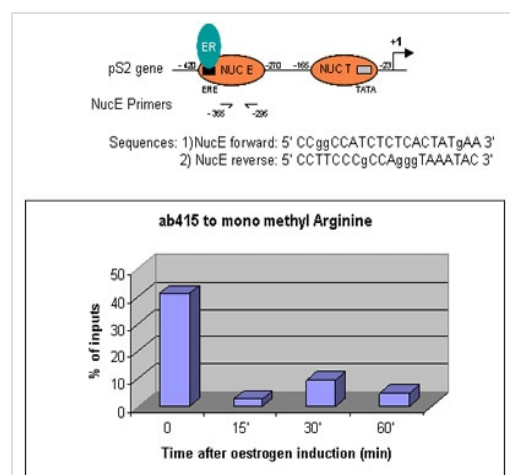 ER
+1
pS2 gene
-420
NUC E
-270
-165
NUC T
-23
ERE
TATA
NucE Primers
-365
-295
Sequences: 1)NucE forward: 5' CCggCCATCTCTCACTATgAA 3'
2) NucE reverse: 5' CCTTCCCgCCAgggTAAATAC 3'
ab415 to mono methyl Arginine
50
40
30
20
10
0
% of inputs
0 15' 30' 60'
Time after oestrogen induction (min)